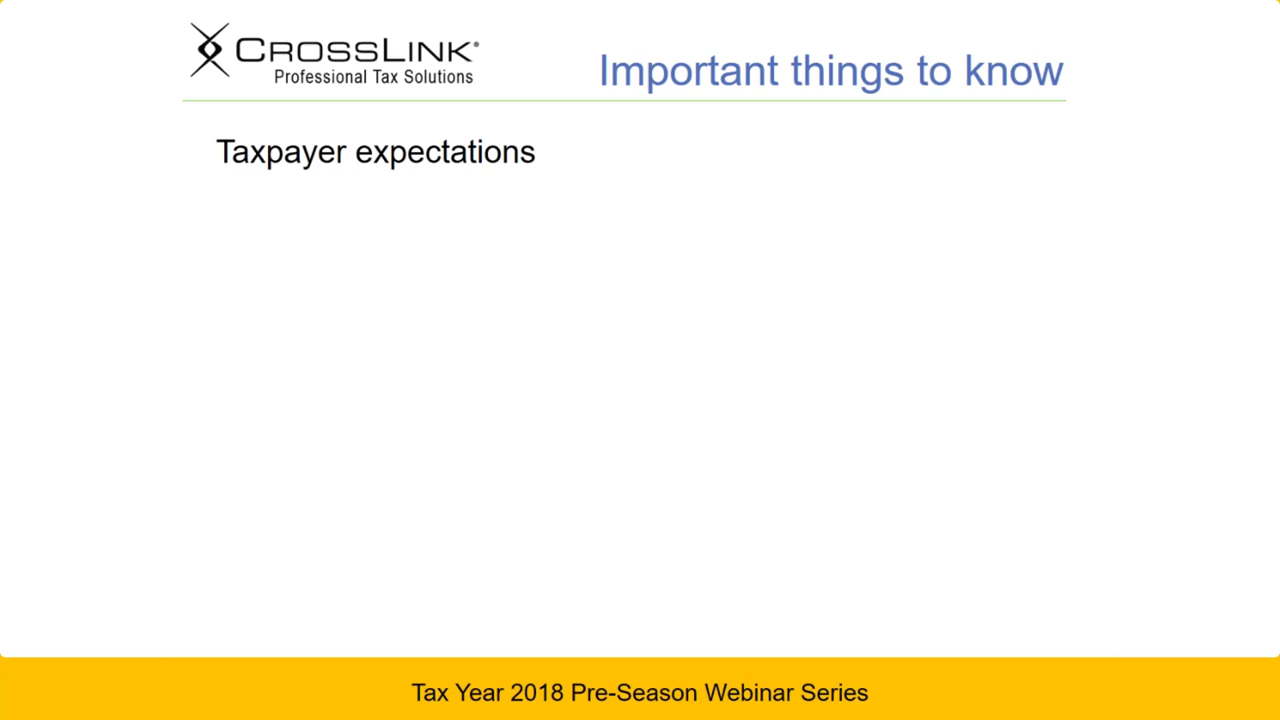 CROSSLINK®
Professional Tax Solutions
Important things to know
Taxpayer expectations
Tax Year 2018 Pre-Season Webinar Series